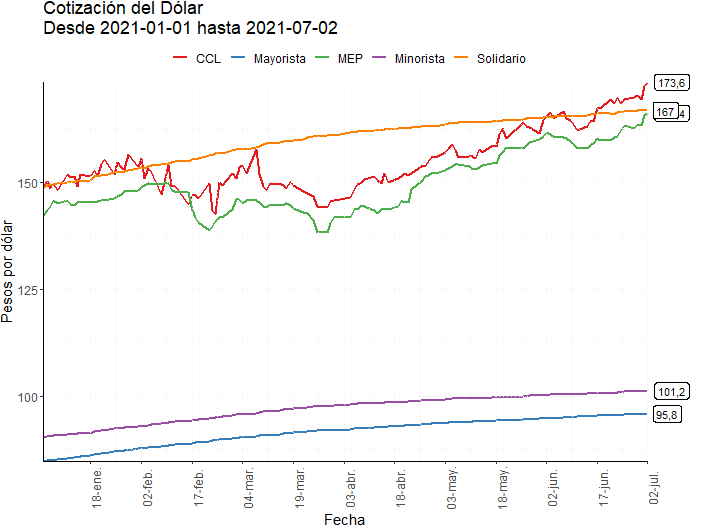 Cotización del Dólar
Desde 2021-01-01 hasta 2021-07-02
CCL Mayorista MEP Minorista Solidario
173,6
167
4
150
125
100
101,2
95,8
Pesos por dólar
18-ene.
02-feb.
17-feb.
04-mar.
19-mar.
03-abr.
18-abr.
03-may.
18-may.
02-jun.
17-jun.
02-jul.
Fecha